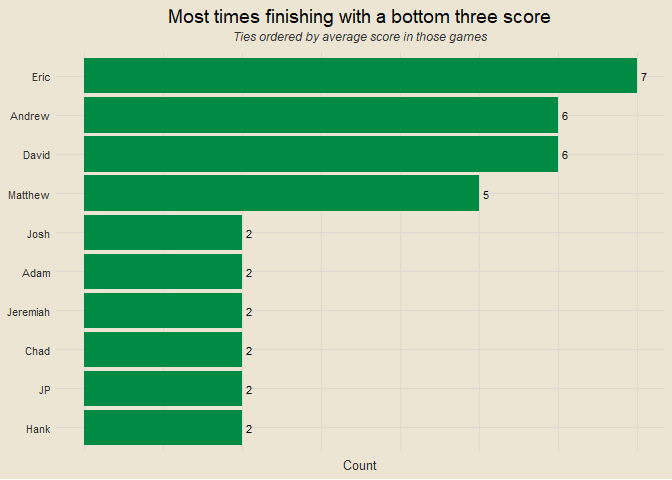 Most times finishing with a bottom three score
Ties ordered by average score in those games
Eric 7
Andrew 6
David 6
Matthew 5
Josh 2
Adam 2
Jeremiah 2
Chad 2
JP 2
Hank 2
Count